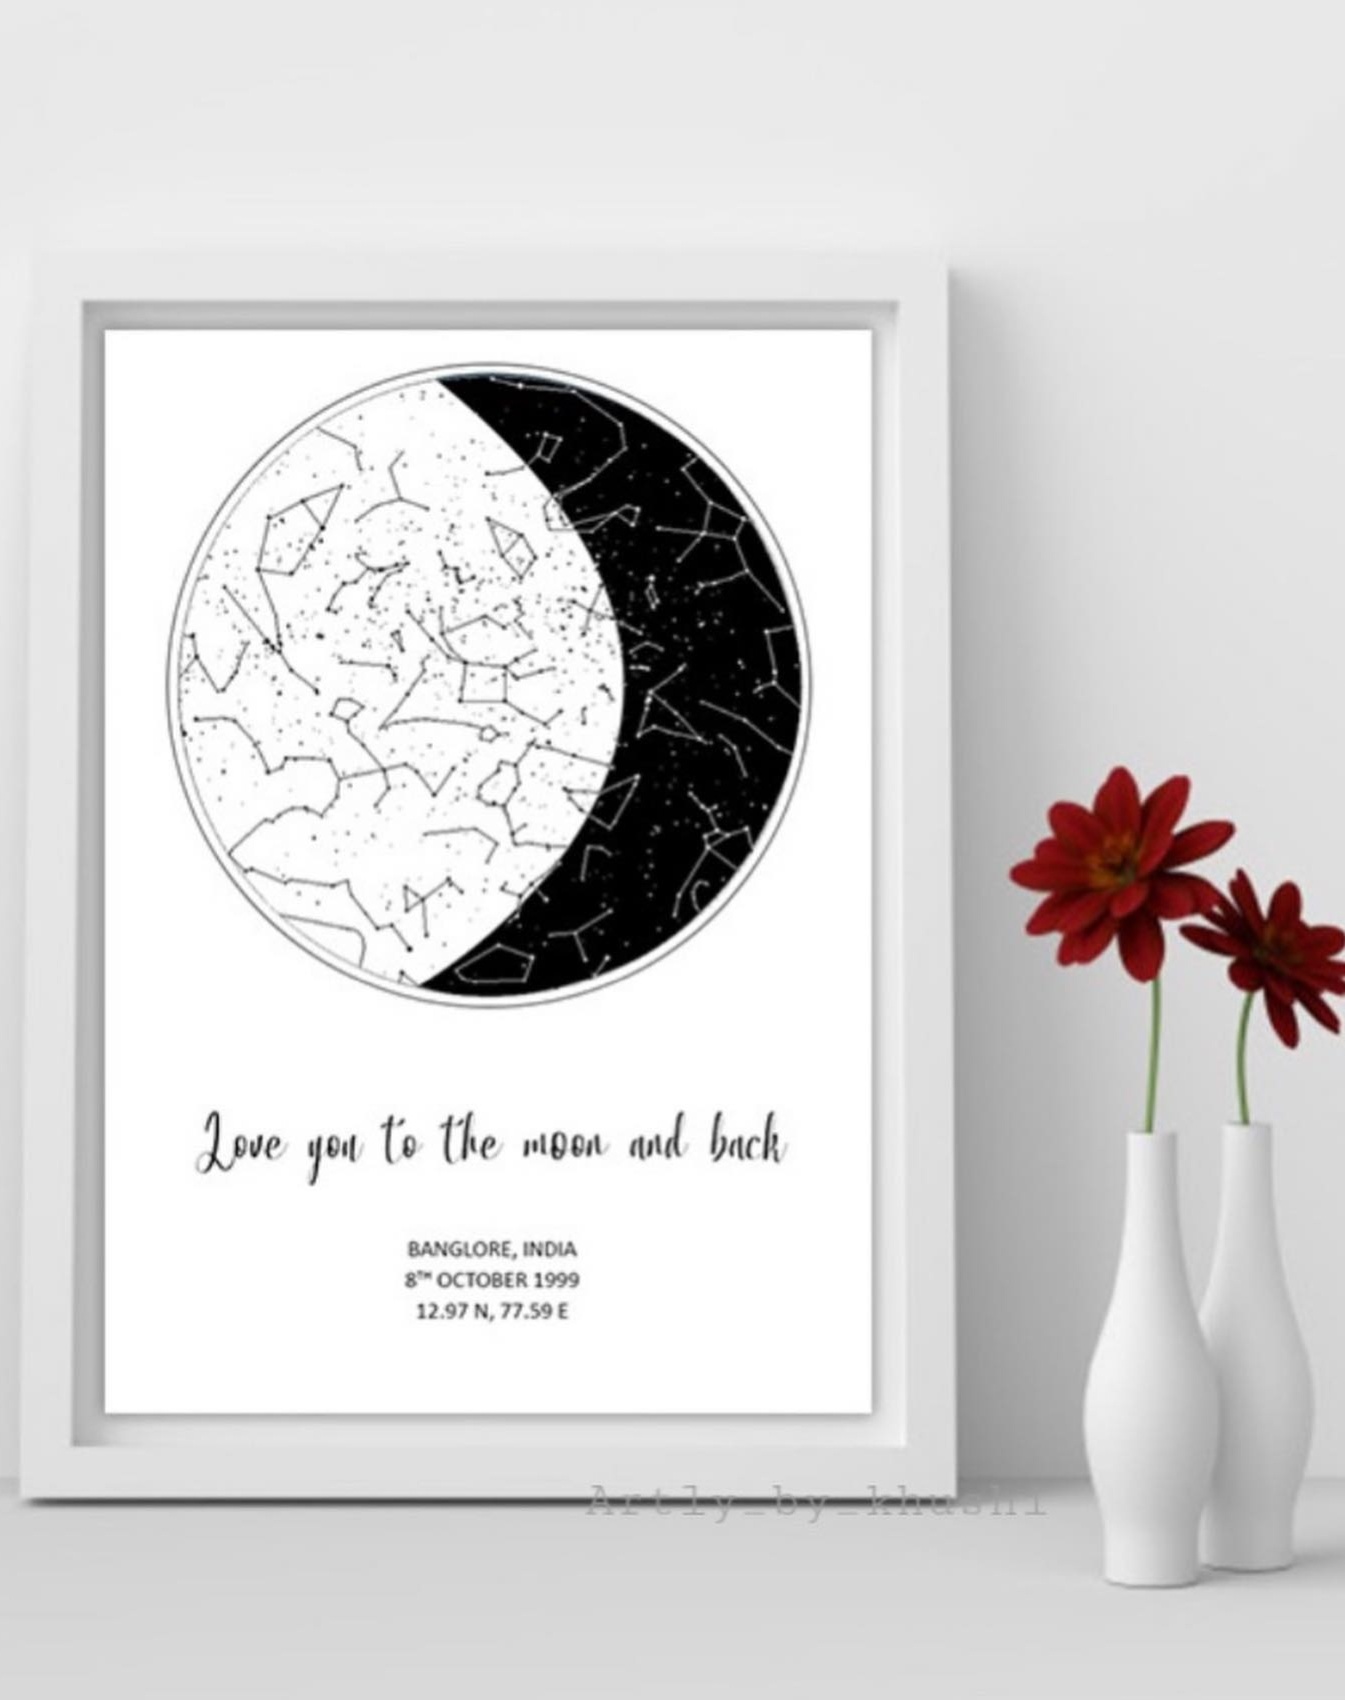 Love you to the moon and back
BANGLORE, INDIA
8TH OCTOBER 1999
12.97 N, 77.59 E
Artly_by_khushi